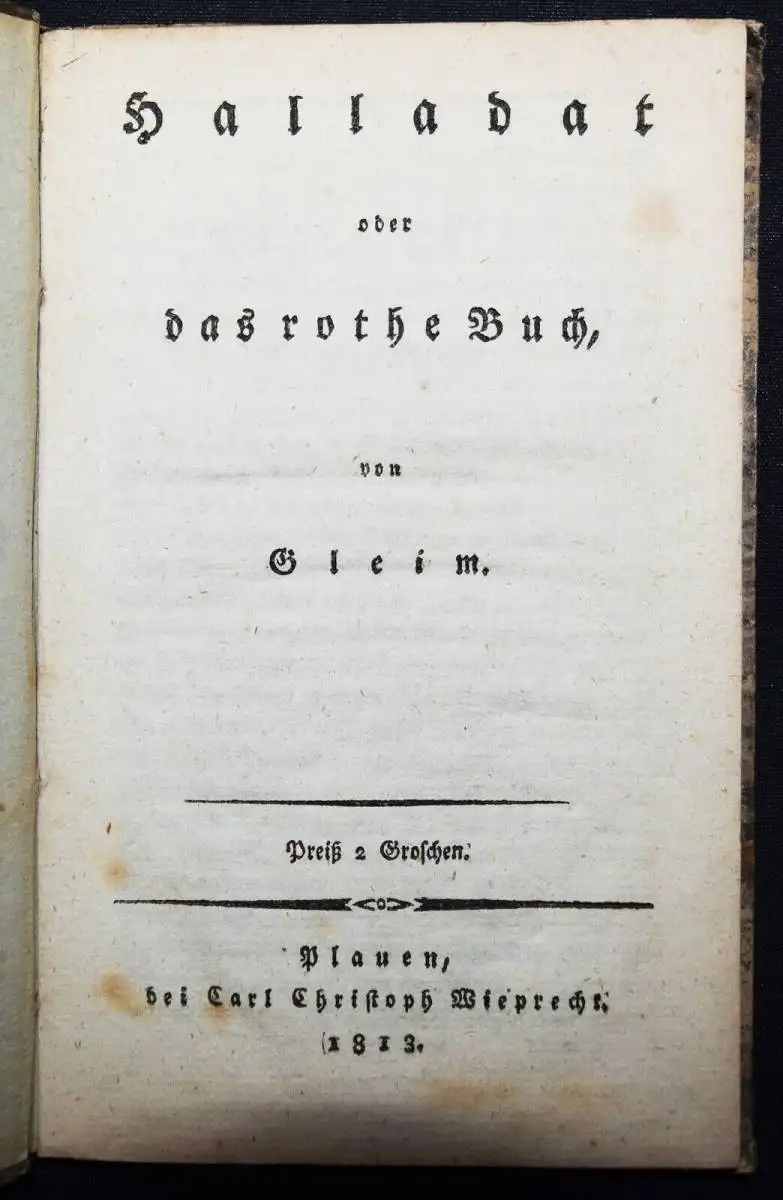 Halladat
oder
das rothe Buch,
von
Gleim.
Preiß 2 Groſchen.
Plauen,
bei Carl Chriſtoph Wieprecht.
1813.